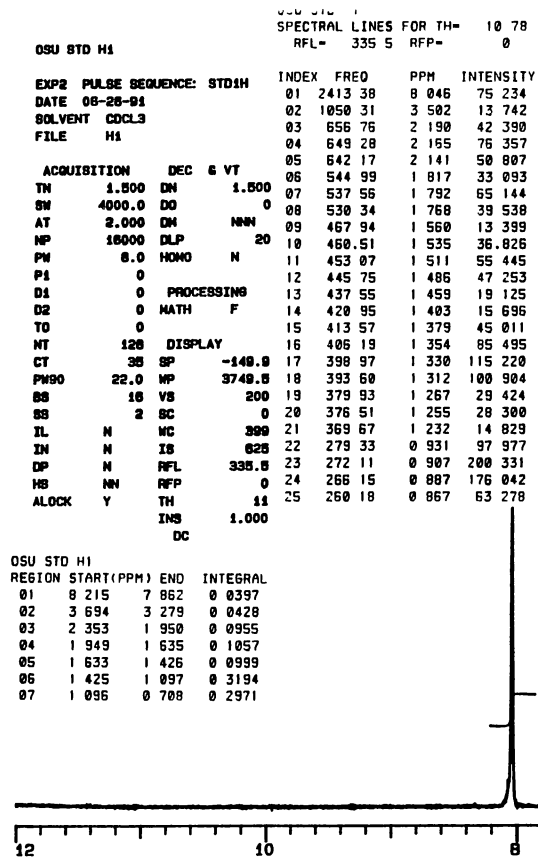 OSU STD H1
EXP2 PULSE SEQUENCE: STD1H
DATE 08-26-91
SOLVENT CDCL3
FILE H1
ACQUISITION DEC & VT
TN 1.500 DN 1.500
SW 4000.0 DO 0
AT 2.000 DM NNN
NP 16000 DLP 20
PW 6.0 HOMO N
P1 0
D1 0 PROCESSING
D2 0 MATH F
TO 0
NT 128 DISPLAY
CT 35 SP -149.9
PW90 22.0 WP 3749.5
BS 16 VS 200
SS 2 SC 0
IL N WC 399
IN N IS 625
DP N RFL 335.5
HS NN RFP 0
ALOCK Y TH 11
INS 1.000
DC
SPECTRAL LINES FOR TH= 10 78
RFL= 335 5 RFP= 0
INDEX FREQ PPM INTENSITY
01 2413 38 8 046 75 234
02 1050 31 3 502 13 742
03 656 76 2 190 42 390
04 649 28 2 165 76 357
05 642 17 2 141 50 807
06 544 99 1 817 33 093
07 537 56 1 792 65 144
08 530 34 1 768 39 538
09 467 94 1 560 13 399
10 460.51 1 535 36.826
11 453 07 1 511 55 445
12 445 75 1 486 47 253
13 437 55 1 459 19 125
14 420 95 1 403 15 696
15 413 57 1 379 45 011
16 406 19 1 354 85 495
17 398 97 1 330 115 220
18 393 60 1 312 100 904
19 379 93 1 267 29 424
20 376 51 1 255 28 300
21 369 67 1 232 14 829
22 279 33 0 931 97 977
23 272 11 0 907 200 331
24 266 15 0 887 176 042
25 260 18 0 867 63 278
OSU STD H1
REGION START(PPM) END INTEGRAL
01 8 215 7 862 0 0397
02 3 694 3 279 0 0428
03 2 353 1 950 0 0955
04 1 949 1 635 0 1057
05 1 633 1 426 0 0999
06 1 425 1 097 0 3194
07 1 096 0 708 0 2971
12 10 8